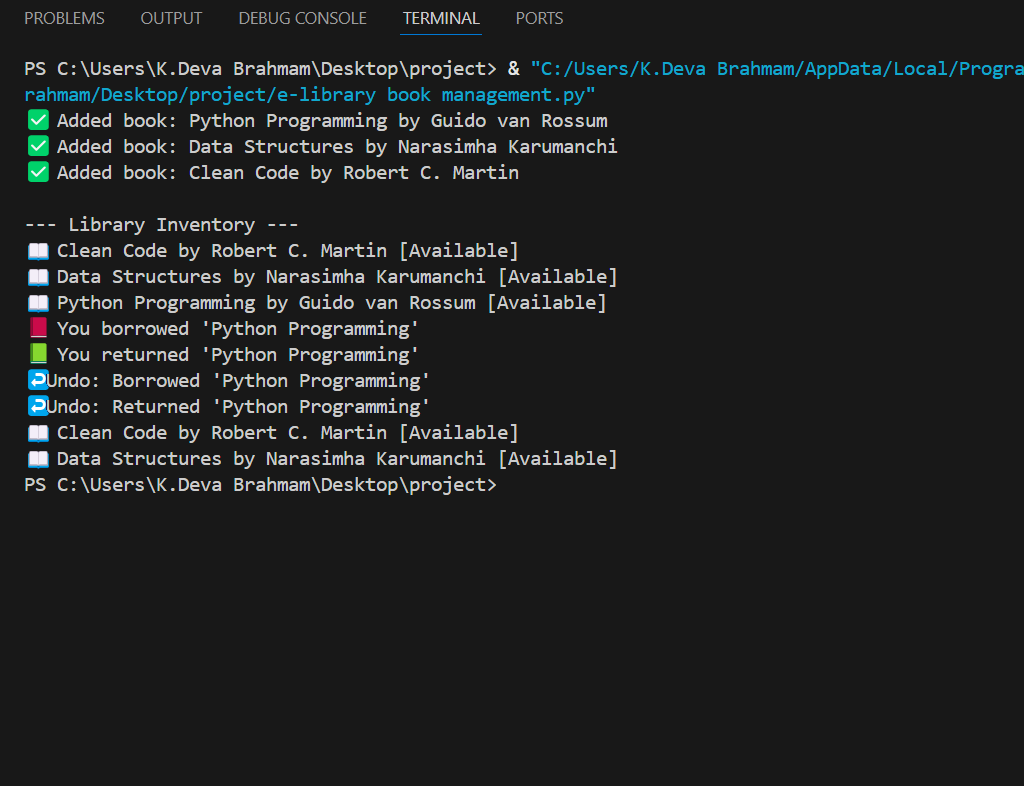 PROBLEMS OUTPUT DEBUG CONSOLE TERMINAL PORTS
PS C:\Users\K.Deva Brahmam\Desktop\project> & "C:/Users/K.Deva Brahmam/AppData/Local/Progra
rahmam/Desktop/project/e-library book management.py"
✅ Added book: Python Programming by Guido van Rossum
✅ Added book: Data Structures by Narasimha Karumanchi
✅ Added book: Clean Code by Robert C. Martin
--- Library Inventory ---
📖 Clean Code by Robert C. Martin [Available]
📖 Data Structures by Narasimha Karumanchi [Available]
📖 Python Programming by Guido van Rossum [Available]
📕 You borrowed 'Python Programming'
📗 You returned 'Python Programming'
↩️Undo: Borrowed 'Python Programming'
↩️Undo: Returned 'Python Programming'
📖 Clean Code by Robert C. Martin [Available]
📖 Data Structures by Narasimha Karumanchi [Available]
PS C:\Users\K.Deva Brahmam\Desktop\project>